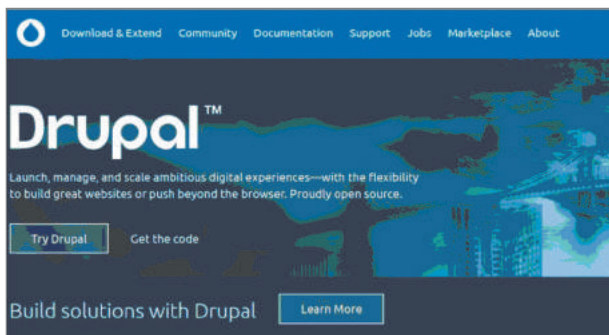 Download & Extend Community Documentation Support Jobs Marketplace About
Drupal™
Launch, manage, and scale ambitious digital experiences—with the flexibility
to build great websites or push beyond the browser. Proudly open source.
Try Drupal Get the code
Build solutions with Drupal Learn More